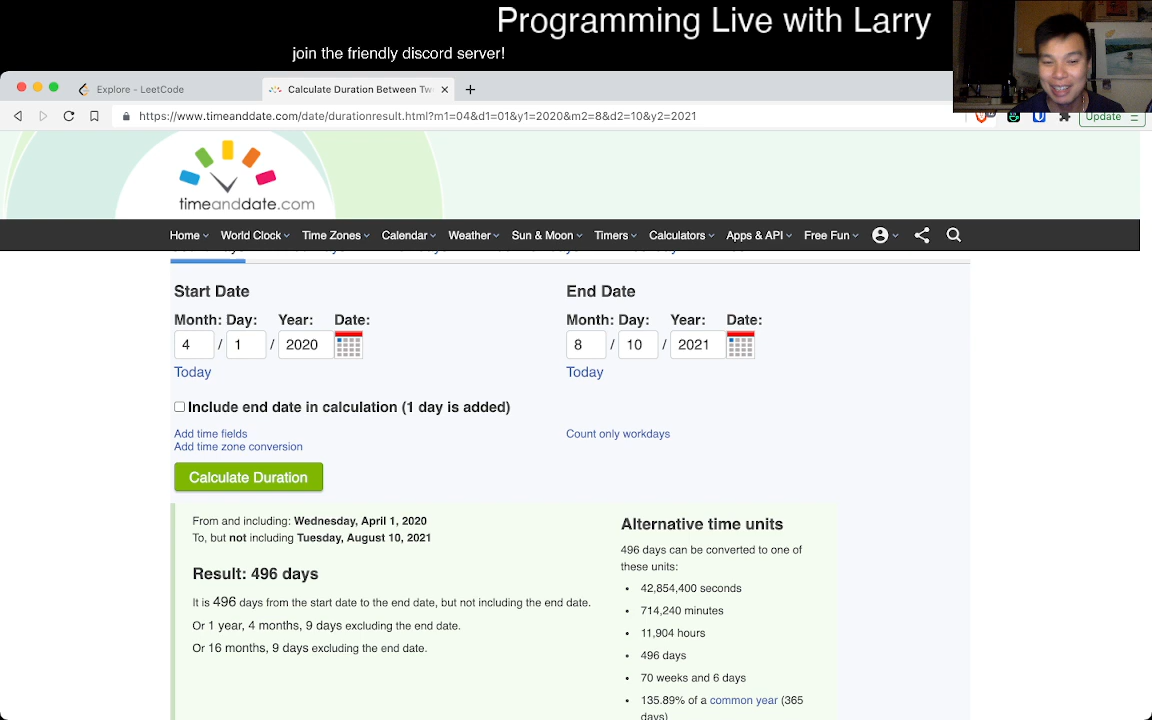 Programming Live with Larry
join the friendly discord server!
Explore - LeetCode
Calculate Duration Between Tw
https://www.timeanddate.com/date/durationresult.html?m1=04&d1=01&y1=2020&m2=8&d2=10&y2=2021
Update
timeanddate.com
Home World Clock Time Zones Calendar Weather Sun & Moon Timers Calculators Apps & API Free Fun
Start Date End Date
Month: Day: Year: Date: Month: Day: Year: Date:
4 / 1 / 2020 8 / 10 / 2021
Today Today
Include end date in calculation (1 day is added)
Add time fields Count only workdays
Add time zone conversion
Calculate Duration
From and including: Wednesday, April 1, 2020
To, but not including Tuesday, August 10, 2021
Result: 496 days
It is 496 days from the start date to the end date, but not including the end date.
Or 1 year, 4 months, 9 days excluding the end date.
Or 16 months, 9 days excluding the end date.
Alternative time units
496 days can be converted to one of
these units:
• 42,854,400 seconds
• 714,240 minutes
• 11,904 hours
• 496 days
• 70 weeks and 6 days
• 135.89% of a common year (365
days)